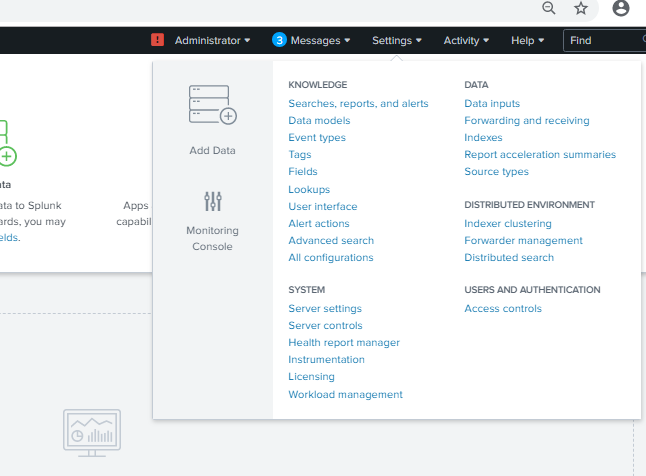 ! Administrator ▾ 3 Messages ▾ Settings ▾ Activity ▾ Help ▾ Find
Add Data
Monitoring
Console
KNOWLEDGE
Searches, reports, and alerts
Data models
Event types
Tags
Fields
Lookups
User interface
Alert actions
Advanced search
All configurations
SYSTEM
Server settings
Server controls
Health report manager
Instrumentation
Licensing
Workload management
DATA
Data inputs
Forwarding and receiving
Indexes
Report acceleration summaries
Source types
DISTRIBUTED ENVIRONMENT
Indexer clustering
Forwarder management
Distributed search
USERS AND AUTHENTICATION
Access controls
ata
ata to Splunk
ards, you may
elds.
Apps
capabil